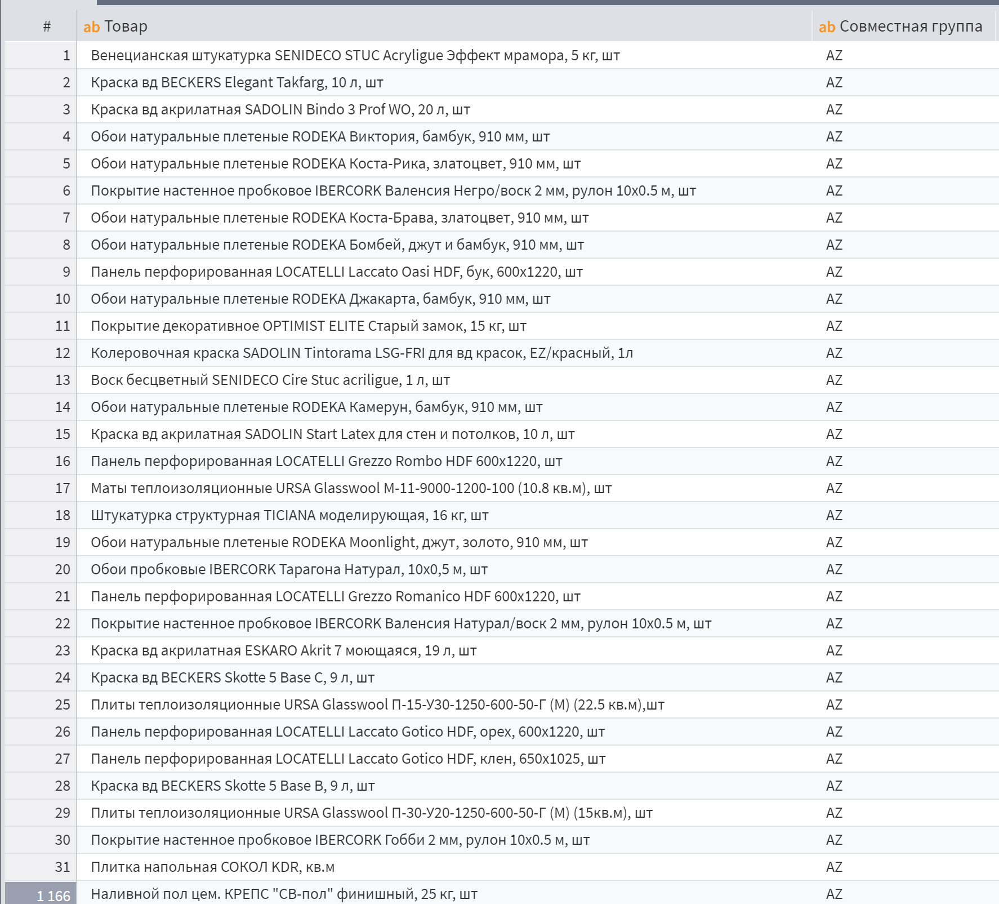 # ab Товар ab Совместная группа
1 Венецианская штукатурка SENIDECO STUC Acryligue Эффект мрамора, 5 кг, шт AZ
2 Краска вд BECKERS Elegant Takfarg, 10 л, шт AZ
3 Краска вд акрилатная SADOLIN Bindo 3 Prof WO, 20 л, шт AZ
4 Обои натуральные плетеные RODEKA Виктория, бамбук, 910 мм, шт AZ
5 Обои натуральные плетеные RODEKA Коста-Рика, златоцвет, 910 мм, шт AZ
6 Покрытие настенное пробковое IBERCORK Валенсия Негро/воск 2 мм, рулон 10х0.5 м, шт AZ
7 Обои натуральные плетеные RODEKA Коста-Брава, златоцвет, 910 мм, шт AZ
8 Обои натуральные плетеные RODEKA Бомбей, джут и бамбук, 910 мм, шт AZ
9 Панель перфорированная LOCATELLI Laccato Oasi HDF, бук, 600х1220, шт AZ
10 Обои натуральные плетеные RODEKA Джакарта, бамбук, 910 мм, шт AZ
11 Покрытие декоративное OPTIMIST ELITE Старый замок, 15 кг, шт AZ
12 Колеровочная краска SADOLIN Tintorama LSG-FRI для вд красок, EZ/красный, 1л AZ
13 Воск бесцветный SENIDECO Cire Stuc acriligue, 1 л, шт AZ
14 Обои натуральные плетеные RODEKA Камерун, бамбук, 910 мм, шт AZ
15 Краска вд акрилатная SADOLIN Start Latex для стен и потолков, 10 л, шт AZ
16 Панель перфорированная LOCATELLI Grezzo Rombo HDF 600х1220, шт AZ
17 Маты теплоизоляционные URSA Glasswool М-11-9000-1200-100 (10.8 кв.м), шт AZ
18 Штукатурка структурная TICIANA моделирующая, 16 кг, шт AZ
19 Обои натуральные плетеные RODEKA Moonlight, джут, золото, 910 мм, шт AZ
20 Обои пробковые IBERCORK Тарагона Натурал, 10х0,5 м, шт AZ
21 Панель перфорированная LOCATELLI Grezzo Romanico HDF 600х1220, шт AZ
22 Покрытие настенное пробковое IBERCORK Валенсия Натурал/воск 2 мм, рулон 10х0.5 м, шт AZ
23 Краска вд акрилатная ESKARO Akrit 7 моющаяся, 19 л, шт AZ
24 Краска вд BECKERS Skotte 5 Base C, 9 л, шт AZ
25 Плиты теплоизоляционные URSA Glasswool П-15-У30-1250-600-50-Г (М) (22.5 кв.м),шт AZ
26 Панель перфорированная LOCATELLI Laccato Gotico HDF, орех, 600х1220, шт AZ
27 Панель перфорированная LOCATELLI Laccato Gotico HDF, клен, 650х1025, шт AZ
28 Краска вд BECKERS Skotte 5 Base B, 9 л, шт AZ
29 Плиты теплоизоляционные URSA Glasswool П-30-У20-1250-600-50-Г (М) (15кв.м), шт AZ
30 Покрытие настенное пробковое IBERCORK Гобби 2 мм, рулон 10х0.5 м, шт AZ
31 Плитка напольная СОКОЛ KDR, кв.м AZ
1 166 Наливной пол цем. КРЕПС "СВ-пол" финишный, 25 кг, шт AZ